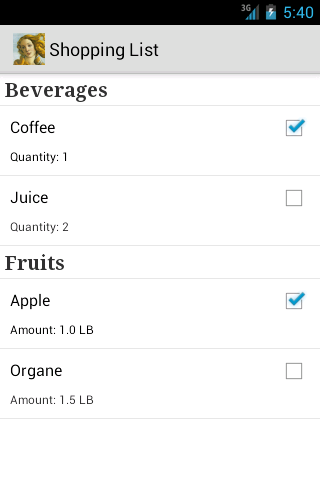 3G 5:40
Shopping List
Beverages
Coffee
Quantity: 1
Juice
Quantity: 2
Fruits
Apple
Amount: 1.0 LB
Organe
Amount: 1.5 LB